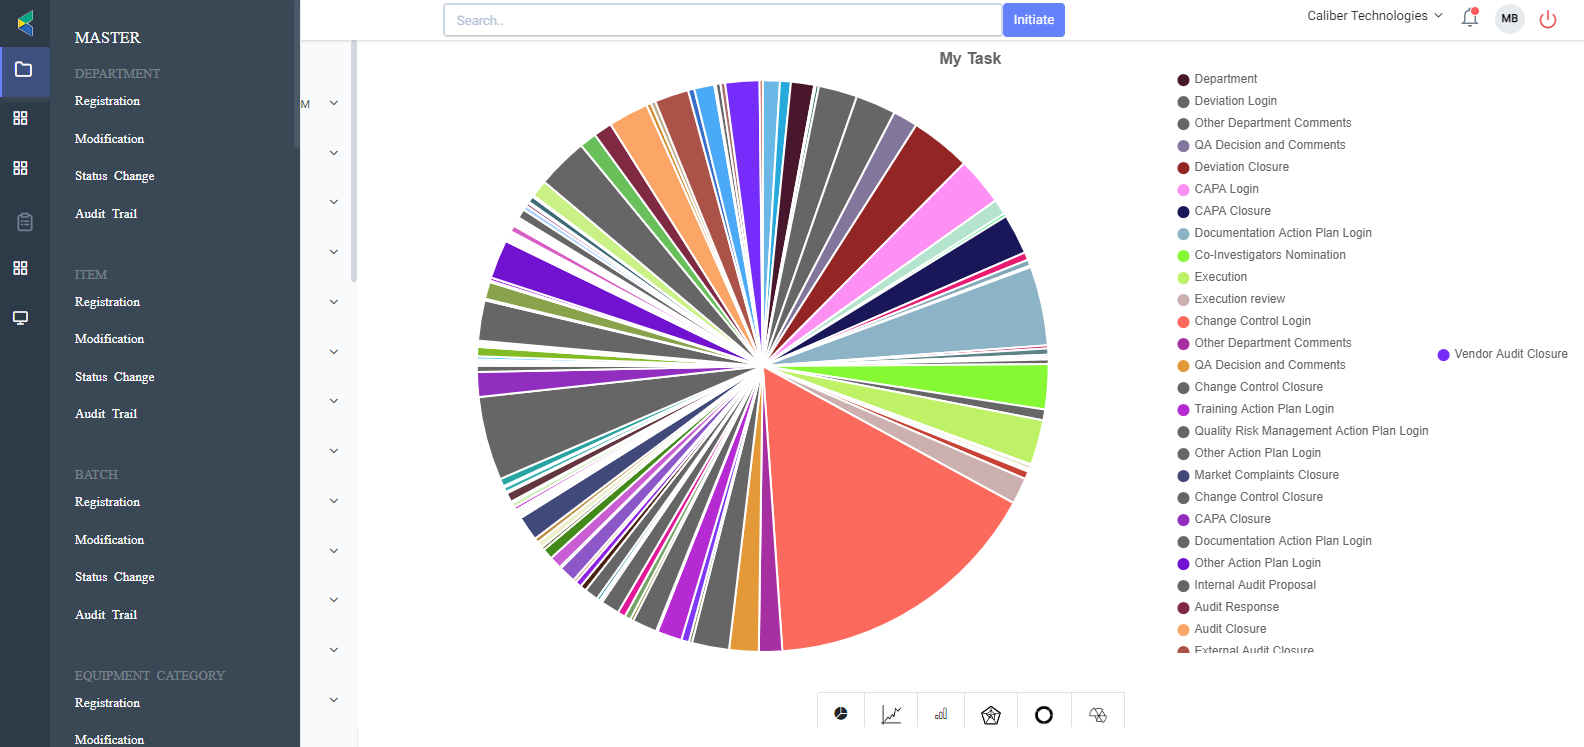 Search..
Initiate
Caliber Technologies
MB
MASTER
DEPARTMENT
Registration
Modification
Status Change
Audit Trail
ITEM
Registration
Modification
Status Change
Audit Trail
BATCH
Registration
Modification
Status Change
Audit Trail
EQUIPMENT CATEGORY
Registration
Modification
M
My Task
Department
Deviation Login
Other Department Comments
QA Decision and Comments
Deviation Closure
CAPA Login
CAPA Closure
Documentation Action Plan Login
Co-Investigators Nomination
Execution
Execution review
Change Control Login
Other Department Comments
QA Decision and Comments
Change Control Closure
Training Action Plan Login
Quality Risk Management Action Plan Login
Other Action Plan Login
Market Complaints Closure
Change Control Closure
CAPA Closure
Documentation Action Plan Login
Other Action Plan Login
Internal Audit Proposal
Audit Response
Audit Closure
External Audit Closure
Vendor Audit Closure